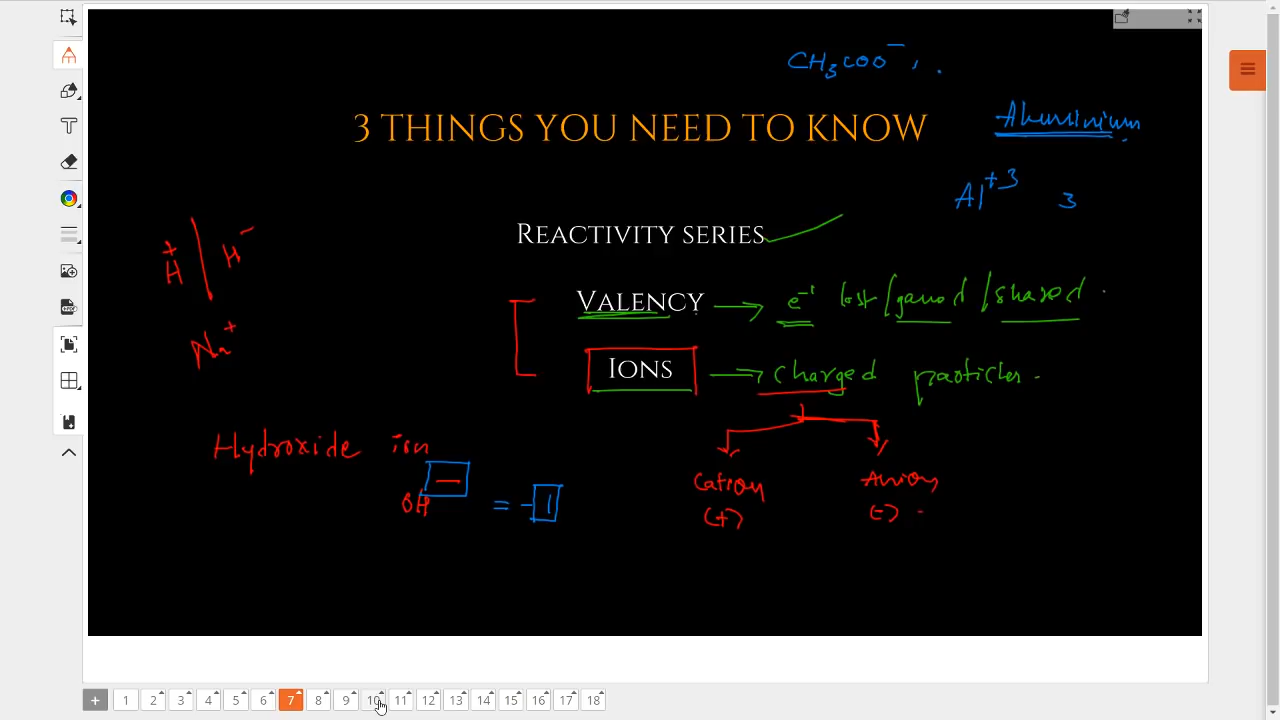 CH₃COO⁻, .
3 THINGS YOU NEED TO KNOW
Aluminium
Al⁺³ 3
REACTIVITY SERIES
H⁺ H⁻
VALENCY → e⁻¹ lost / gained / shared .
Na⁺
IONS → charged particles .
Hydroxide ion
OH⁻ = -1
Cation Anion
(+) (-) .
+ 1 2 3 4 5 6 7 8 9 10 11 12 13 14 15 16 17 18